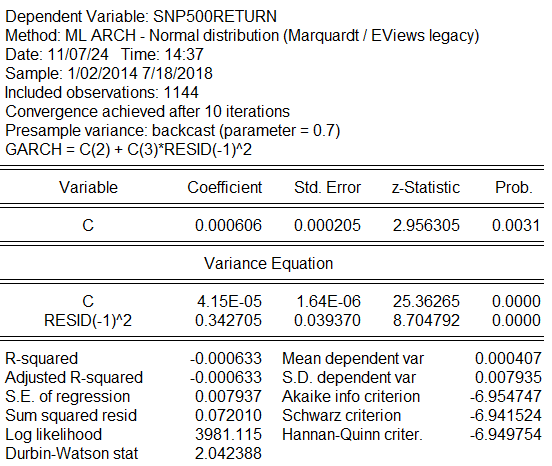 Dependent Variable: SNP500RETURN
Method: ML ARCH - Normal distribution (Marquardt / EViews legacy)
Date: 11/07/24 Time: 14:37
Sample: 1/02/2014 7/18/2018
Included observations: 1144
Convergence achieved after 10 iterations
Presample variance: backcast (parameter = 0.7)
GARCH = C(2) + C(3)*RESID(-1)^2
Variable Coefficient Std. Error z-Statistic Prob.
C 0.000606 0.000205 2.956305 0.0031
Variance Equation
C 4.15E-05 1.64E-06 25.36265 0.0000
RESID(-1)^2 0.342705 0.039370 8.704792 0.0000
R-squared -0.000633 Mean dependent var 0.000407
Adjusted R-squared -0.000633 S.D. dependent var 0.007935
S.E. of regression 0.007937 Akaike info criterion -6.954747
Sum squared resid 0.072010 Schwarz criterion -6.941524
Log likelihood 3981.115 Hannan-Quinn criter. -6.949754
Durbin-Watson stat 2.042388